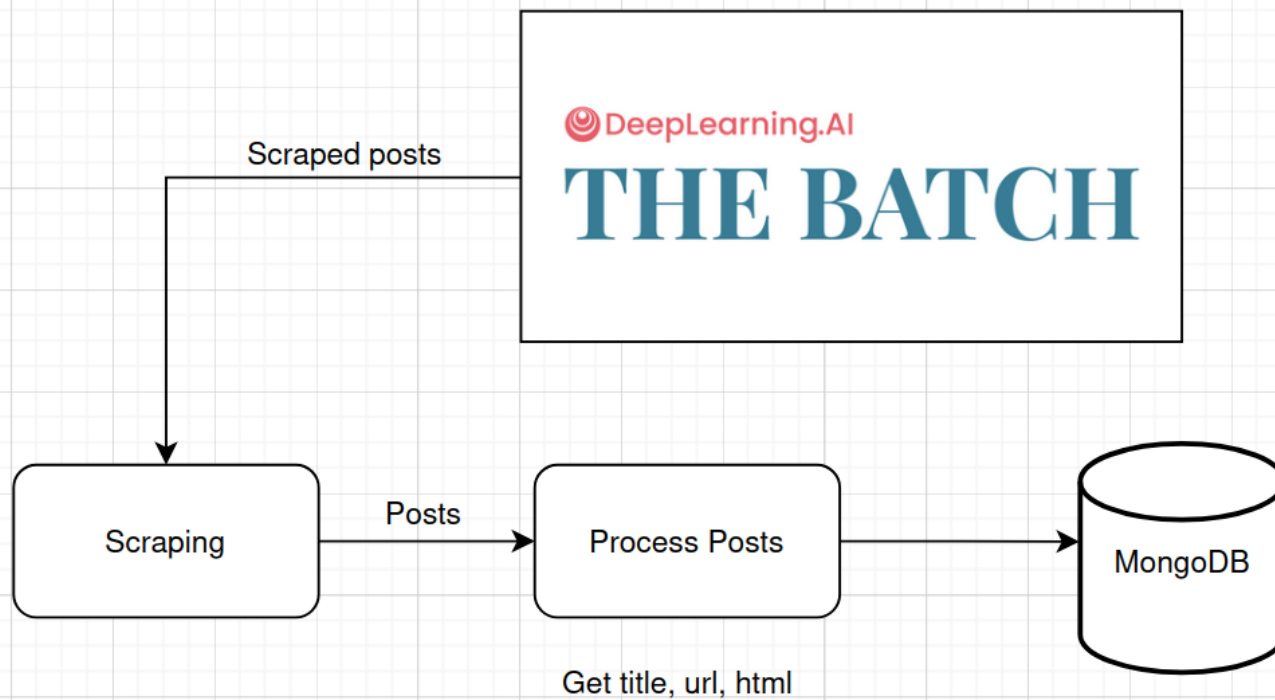 DeepLearning.AI
THE BATCH
Scraped posts
Scraping
Posts
Process Posts
MongoDB
Get title, url, html